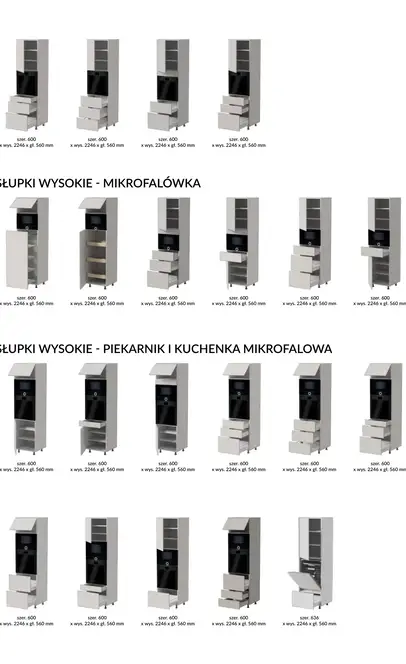 szer. 600 szer. 600 szer. 600 szer. 600
x wys. 2246 x gł. 560 mm x wys. 2246 x gł. 560 mm x wys. 2246 x gł. 560 mm x wys. 2246 x gł. 560 mm
SŁUPKI WYSOKIE - MIKROFALÓWKA
szer. 600 szer. 600 szer. 600 szer. 600 szer. 600 szer. 600
x wys. 2246 x gł. 560 mm x wys. 2246 x gł. 560 mm x wys. 2246 x gł. 560 mm x wys. 2246 x gł. 560 mm x wys. 2246 x gł. 560 mm x wys. 2246 x gł. 560 mm
SŁUPKI WYSOKIE - PIEKARNIK I KUCHENKA MIKROFALOWA
szer. 600 szer. 600 szer. 600 szer. 600 szer. 600 szer. 600
x wys. 2246 x gł. 560 mm x wys. 2246 x gł. 560 mm x wys. 2246 x gł. 560 mm x wys. 2246 x gł. 560 mm x wys. 2246 x gł. 560 mm x wys. 2246 x gł. 560 mm
szer. 600 szer. 600 szer. 600 szer. 600 szer. 636
x wys. 2246 x gł. 560 mm x wys. 2246 x gł. 560 mm x wys. 2246 x gł. 560 mm x wys. 2246 x gł. 560 mm x wys. 2246 x gł. 560 mm